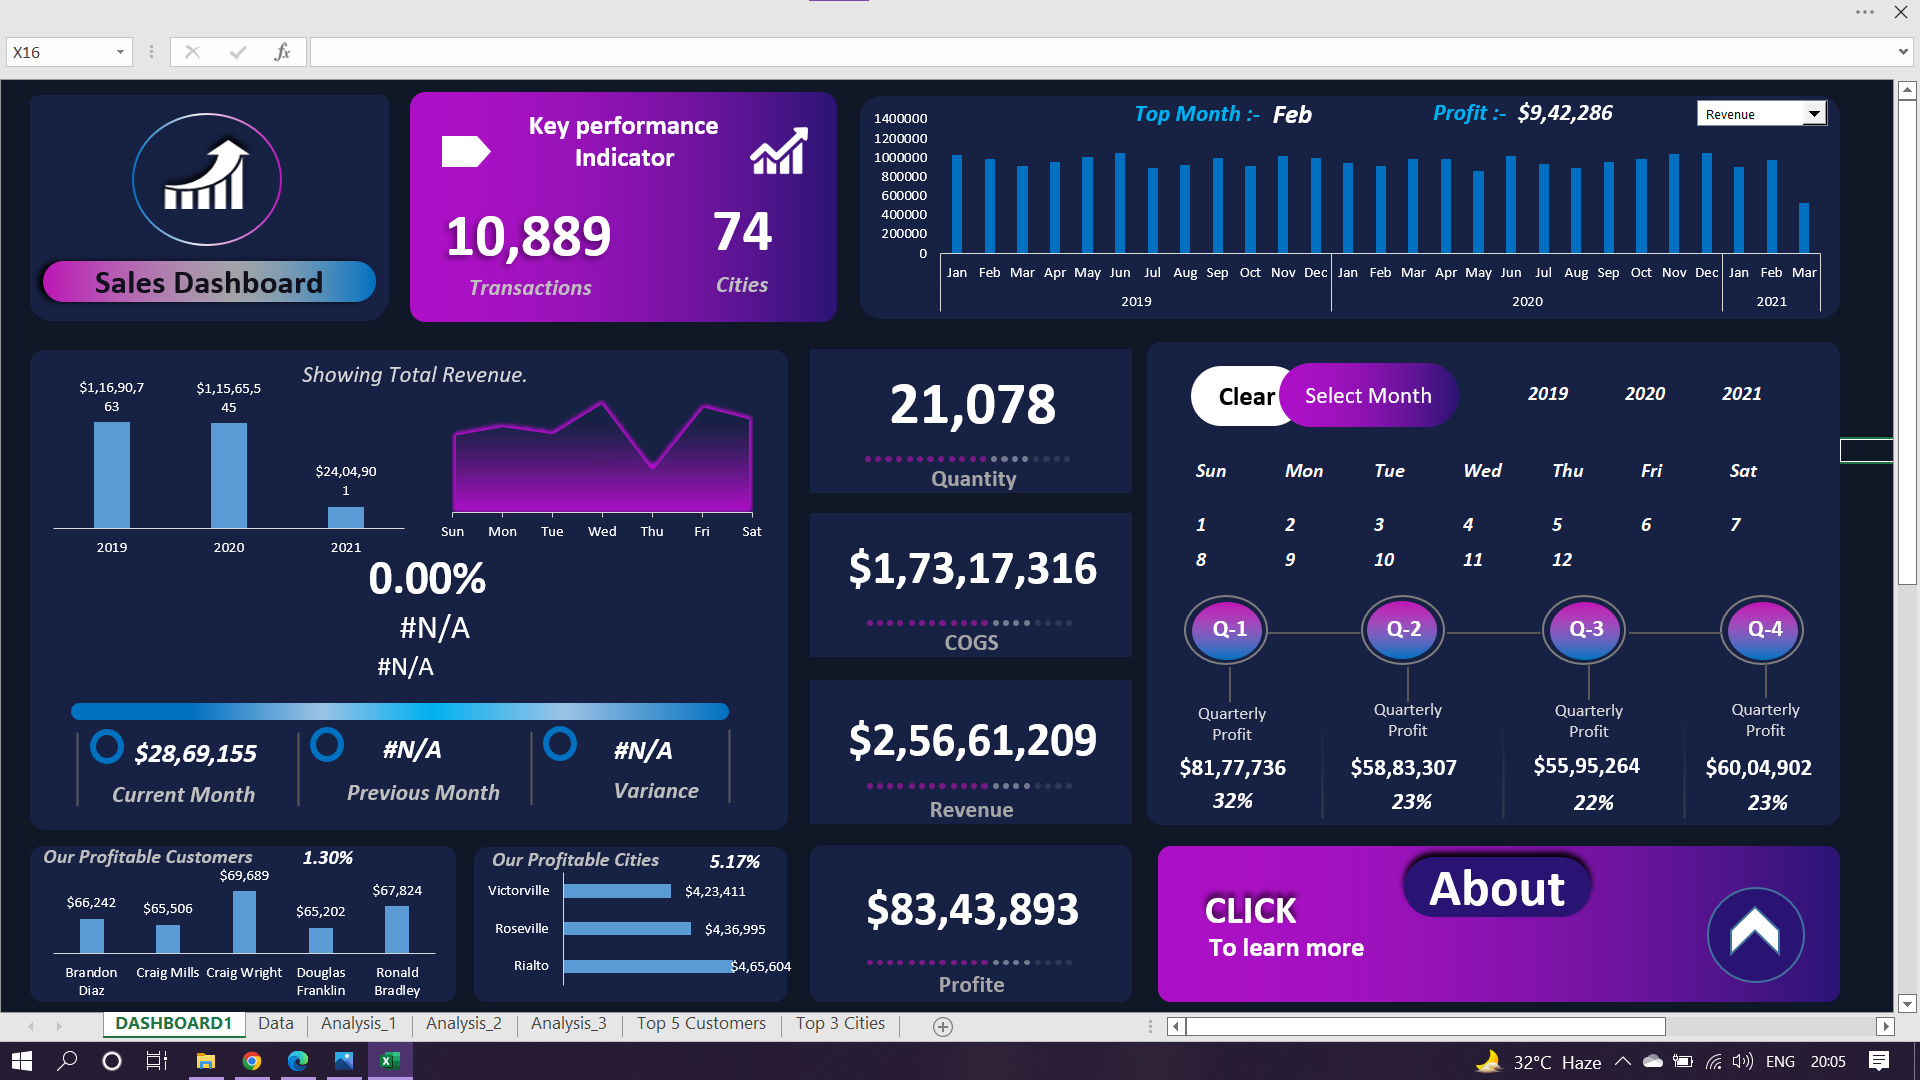 X16
fx
Sales Dashboard
Key performance
Indicator
10,889
Transactions
74
Cities
Top Month :- Feb
Profit :- $9,42,286
Revenue
1400000
1200000
1000000
800000
600000
400000
200000
0
Jan Feb Mar Apr May Jun Jul Aug Sep Oct Nov Dec Jan Feb Mar Apr May Jun Jul Aug Sep Oct Nov Dec Jan Feb Mar
2019 2020 2021
Showing Total Revenue.
$1,16,90,7
63
$1,15,65,5
45
$24,04,90
1
2019 2020 2021
Sun Mon Tue Wed Thu Fri Sat
0.00%
#N/A
#N/A
$28,69,155
Current Month
#N/A
Previous Month
#N/A
Variance
21,078
Quantity
$1,73,17,316
COGS
$2,56,61,209
Revenue
$83,43,893
Profite
Clear
Select Month
2019 2020 2021
Sun Mon Tue Wed Thu Fri Sat
1 2 3 4 5 6 7
8 9 10 11 12
Q-1 Q-2 Q-3 Q-4
Quarterly
Profit
$81,77,736
32%
Quarterly
Profit
$58,83,307
23%
Quarterly
Profit
$55,95,264
22%
Quarterly
Profit
$60,04,902
23%
Our Profitable Customers 1.30%
$66,242
$65,506
$69,689
$65,202
$67,824
Brandon
Diaz
Craig Mills
Craig Wright
Douglas
Franklin
Ronald
Bradley
Our Profitable Cities 5.17%
Victorville $4,23,411
Roseville $4,36,995
Rialto $4,65,604
About
CLICK
To learn more
DASHBOARD1 Data Analysis_1 Analysis_2 Analysis_3 Top 5 Customers Top 3 Cities
32°C Haze ENG 20:05